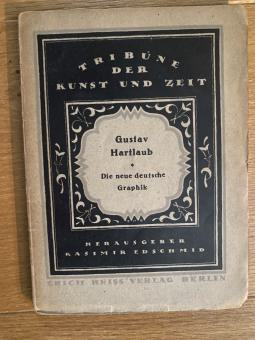 TRIBÜNE
DER
KUNST UND ZEIT
Gustav
Hartlaub
Die neue deutsche
Graphik
HERAUSGEBER
KASIMIR EDSCHMID
ERICH REISS VERLAG BERLIN